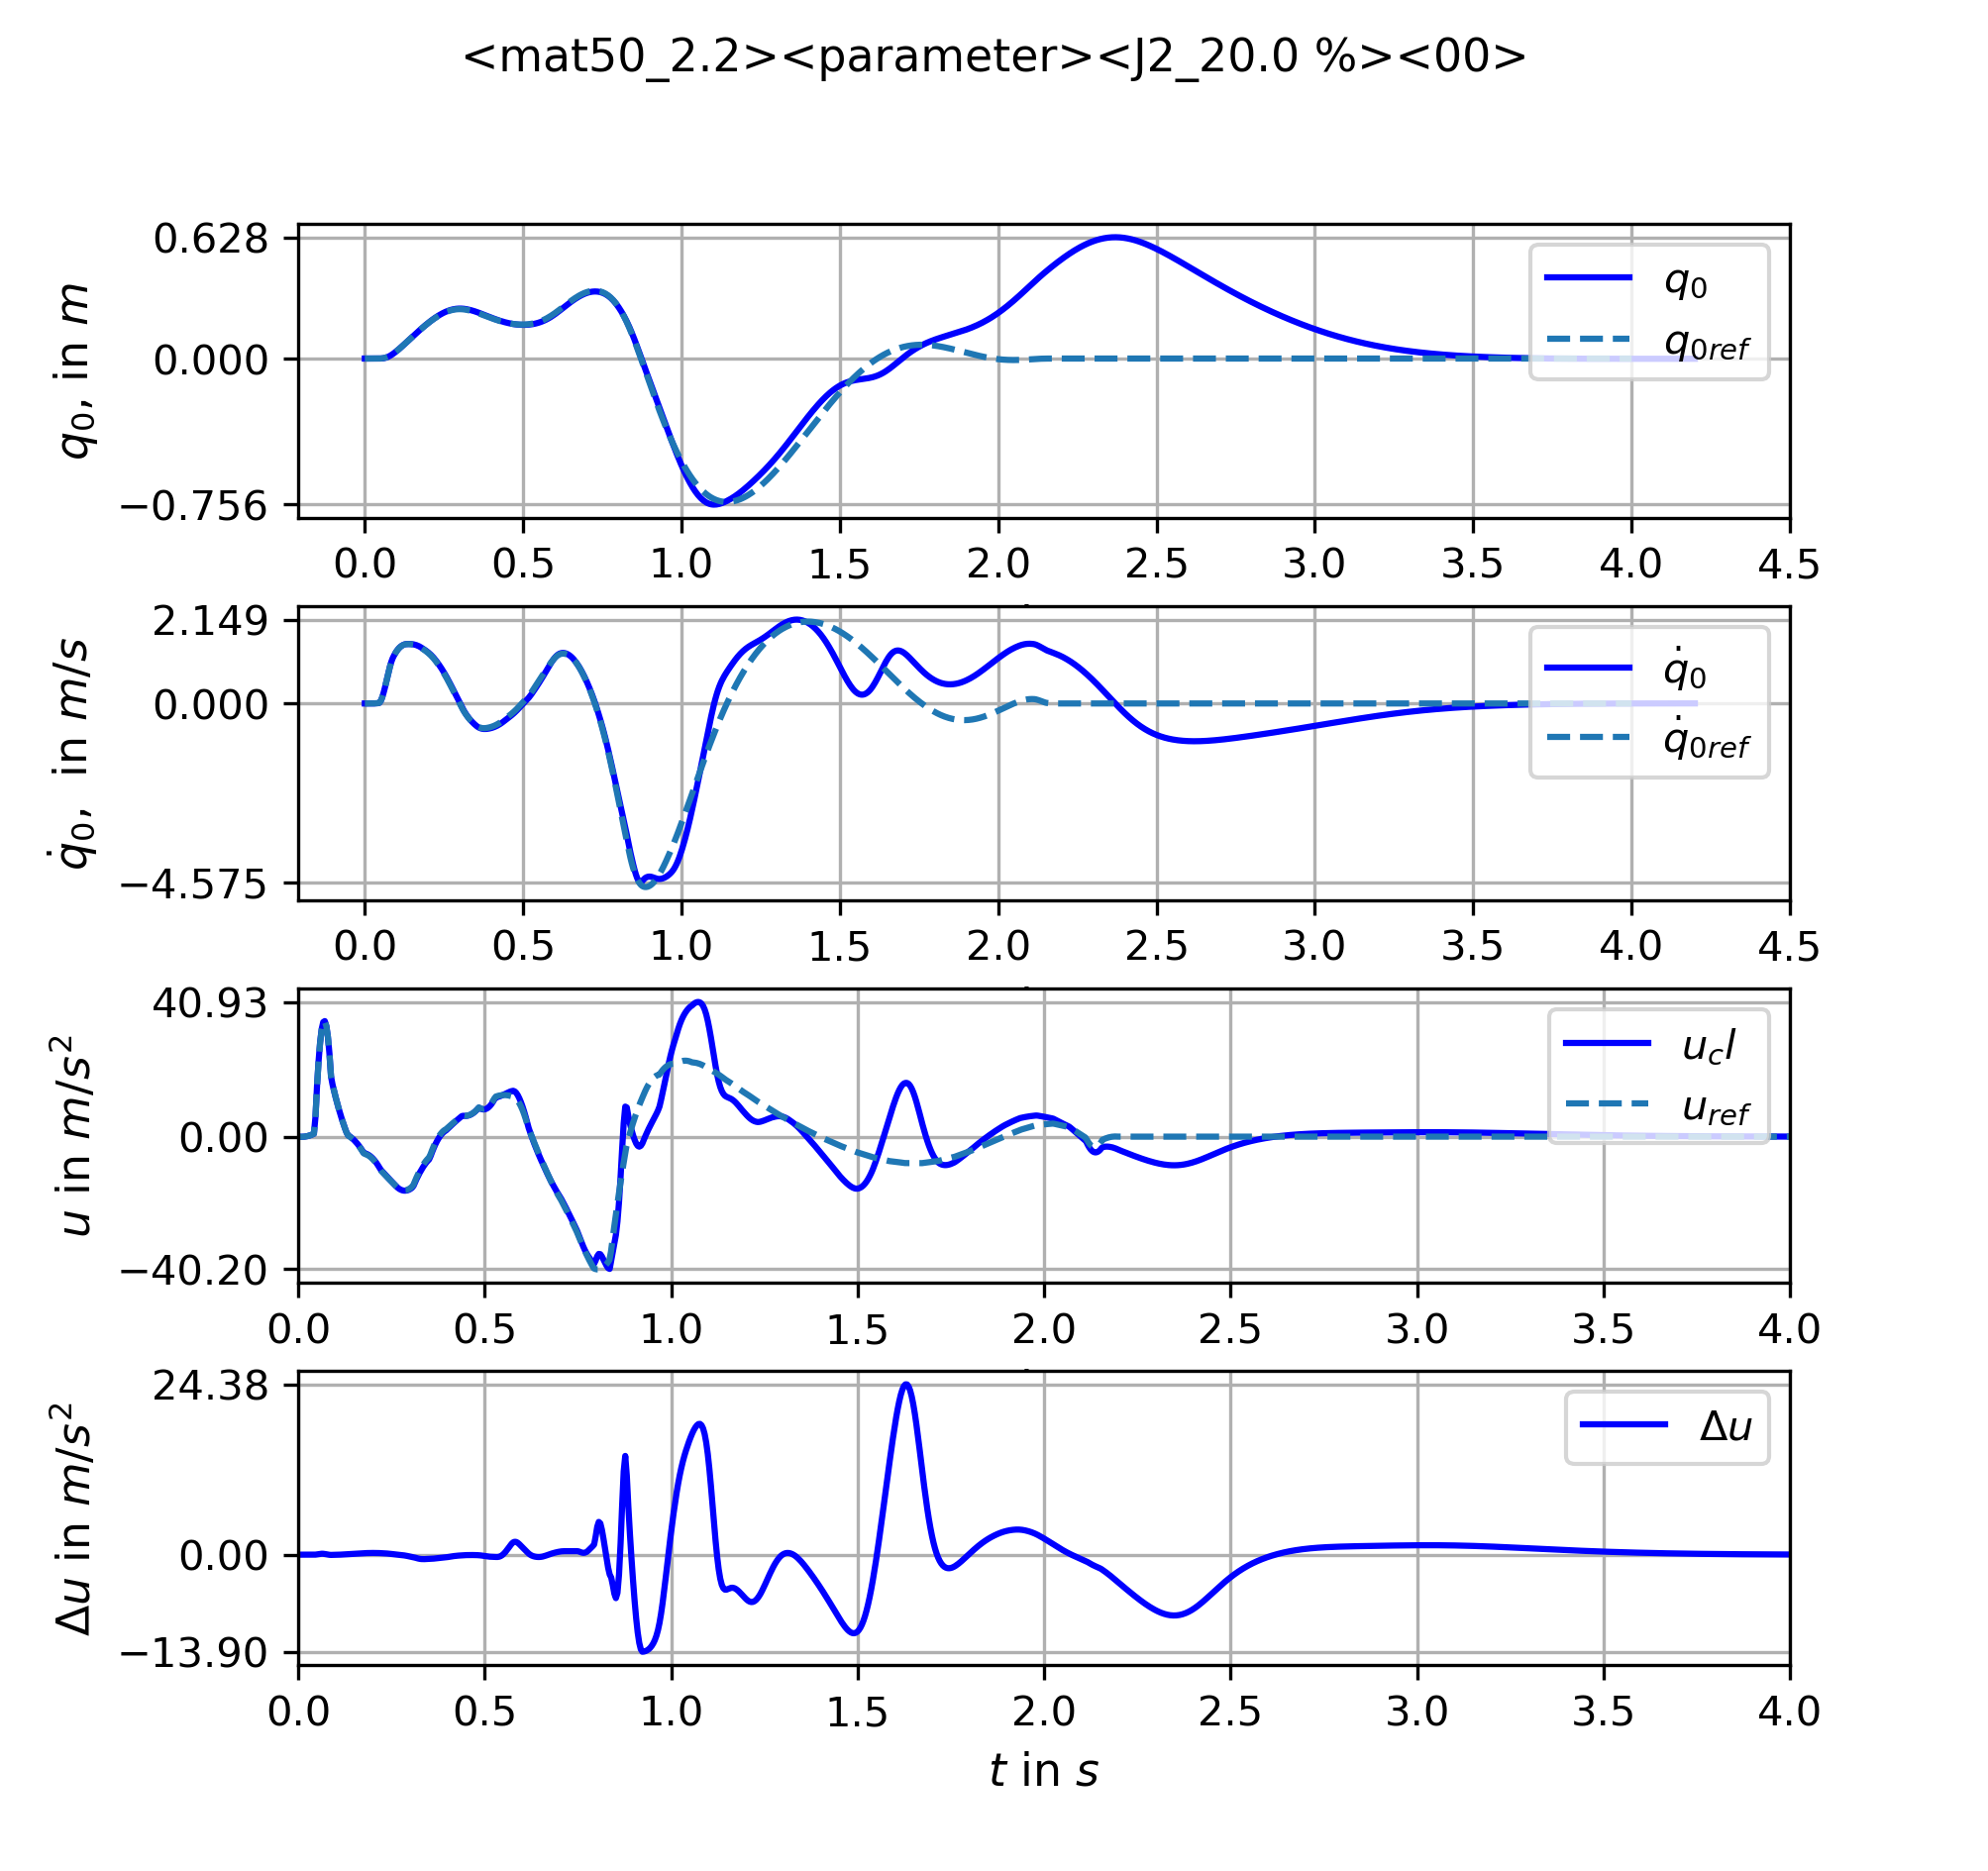 <mat50_2.2><parameter><J2_20.0 %><00>
0.628
0.000
−0.756
q₀, in m
q₀
q₀ref
0.0 0.5 1.0 1.5 2.0 2.5 3.0 3.5 4.0 4.5
2.149
0.000
−4.575
q̇₀, in m/s
q̇₀
q̇₀ref
0.0 0.5 1.0 1.5 2.0 2.5 3.0 3.5 4.0 4.5
40.93
0.00
−40.20
u in m/s²
u_cl
u_ref
0.0 0.5 1.0 1.5 2.0 2.5 3.0 3.5 4.0
24.38
0.00
−13.90
Δu in m/s²
Δu
0.0 0.5 1.0 1.5 2.0 2.5 3.0 3.5 4.0
t in s